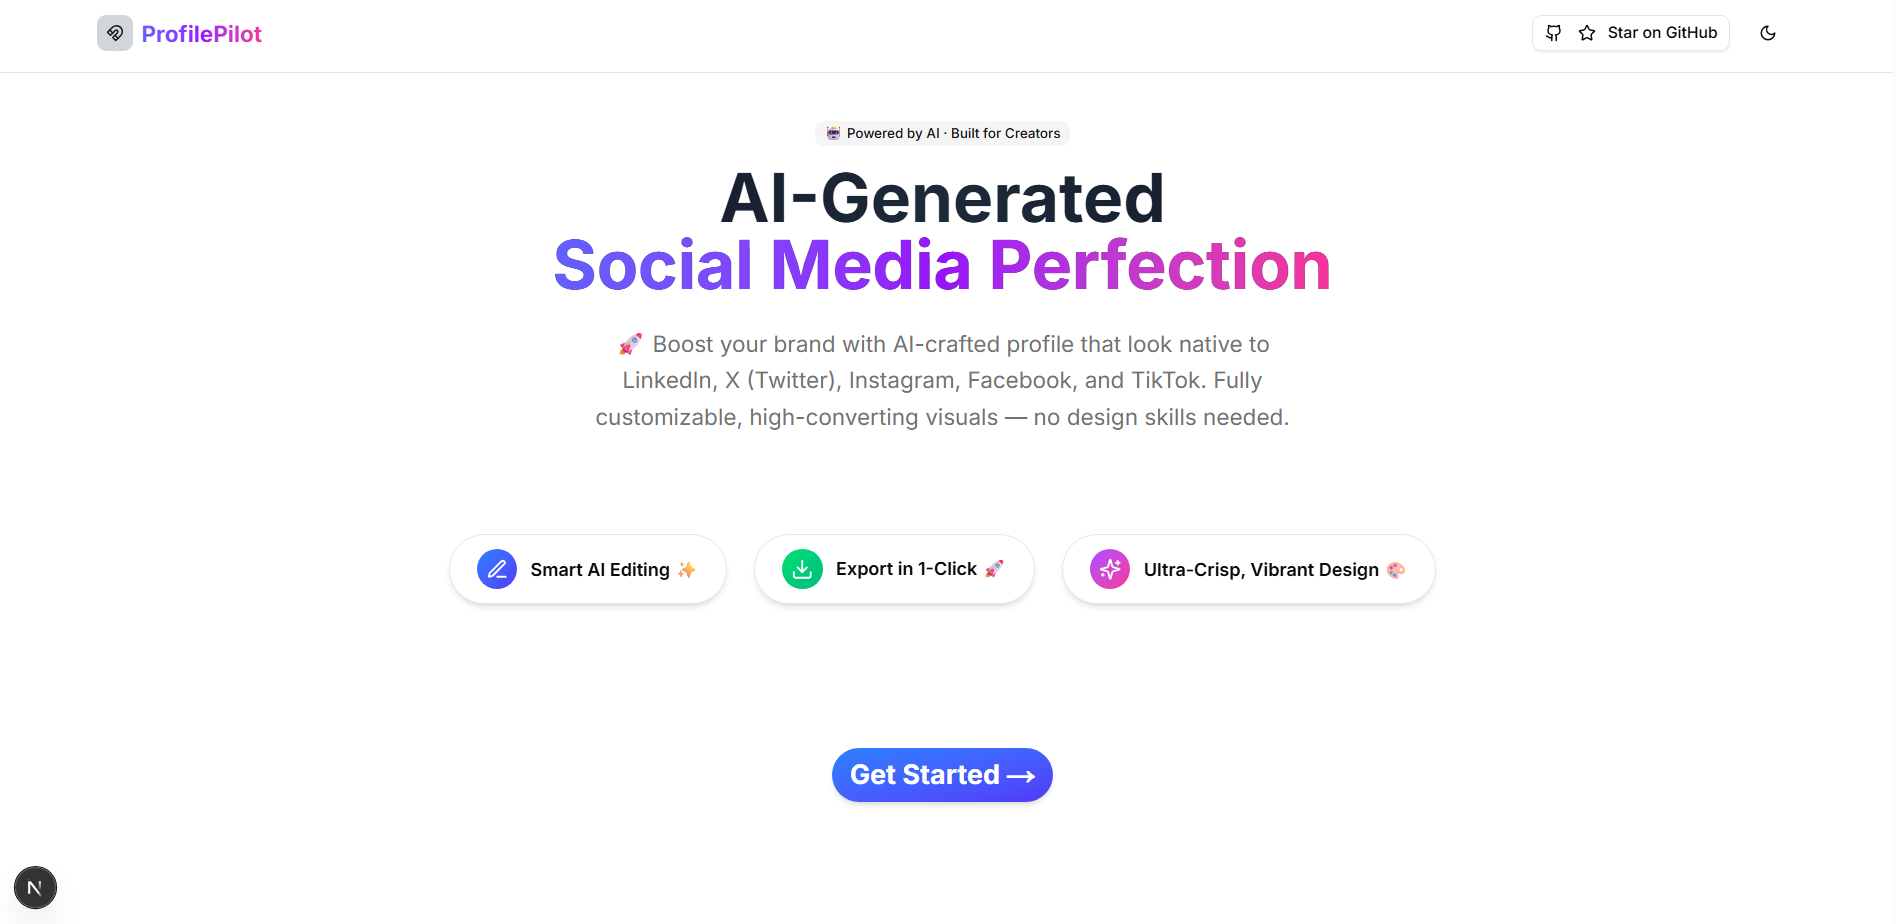 ProfilePilot
Star on GitHub
🤖 Powered by AI · Built for Creators
AI-Generated
Social Media Perfection
🚀 Boost your brand with AI-crafted profile that look native to
LinkedIn, X (Twitter), Instagram, Facebook, and TikTok. Fully
customizable, high-converting visuals — no design skills needed.
Smart AI Editing ✨
Export in 1-Click 🚀
Ultra-Crisp, Vibrant Design 🎨
Get Started →
N